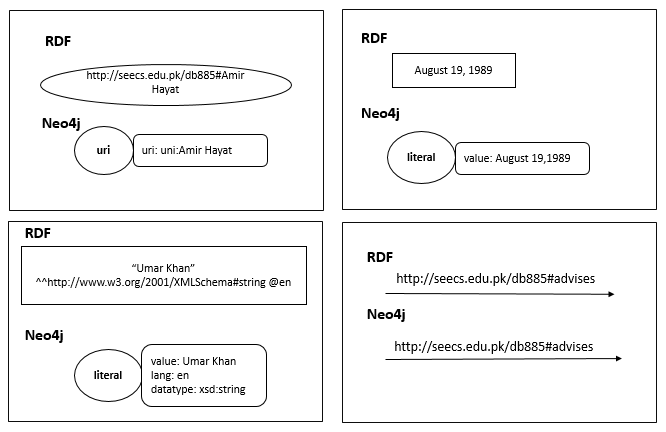 RDF
http://seecs.edu.pk/db885#Amir
Hayat
Neo4j
uri
uri: uni:Amir Hayat
RDF
August 19, 1989
Neo4j
literal
value: August 19,1989
RDF
“Umar Khan”
^^http://www.w3.org/2001/XMLSchema#string @en
Neo4j
literal
value: Umar Khan
lang: en
datatype: xsd:string
RDF
http://seecs.edu.pk/db885#advises
Neo4j
http://seecs.edu.pk/db885#advises